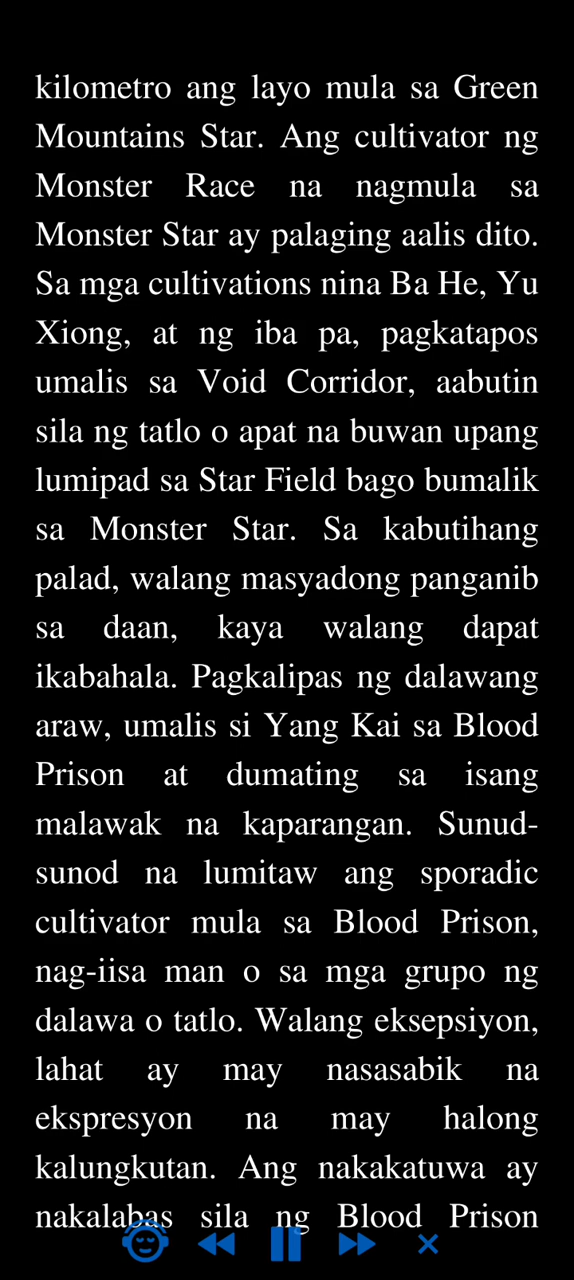 kilometro ang layo mula sa Green
Mountains Star. Ang cultivator ng
Monster Race na nagmula sa
Monster Star ay palaging aalis dito.
Sa mga cultivations nina Ba He, Yu
Xiong, at ng iba pa, pagkatapos
umalis sa Void Corridor, aabutin
sila ng tatlo o apat na buwan upang
lumipad sa Star Field bago bumalik
sa Monster Star. Sa kabutihang
palad, walang masyadong panganib
sa daan, kaya walang dapat
ikabahala. Pagkalipas ng dalawang
araw, umalis si Yang Kai sa Blood
Prison at dumating sa isang
malawak na kaparangan. Sunud-
sunod na lumitaw ang sporadic
cultivator mula sa Blood Prison,
nag-iisa man o sa mga grupo ng
dalawa o tatlo. Walang eksepsiyon,
lahat ay may nasasabik na
ekspresyon na may halong
kalungkutan. Ang nakakatuwa ay
nakalabas sila ng Blood Prison